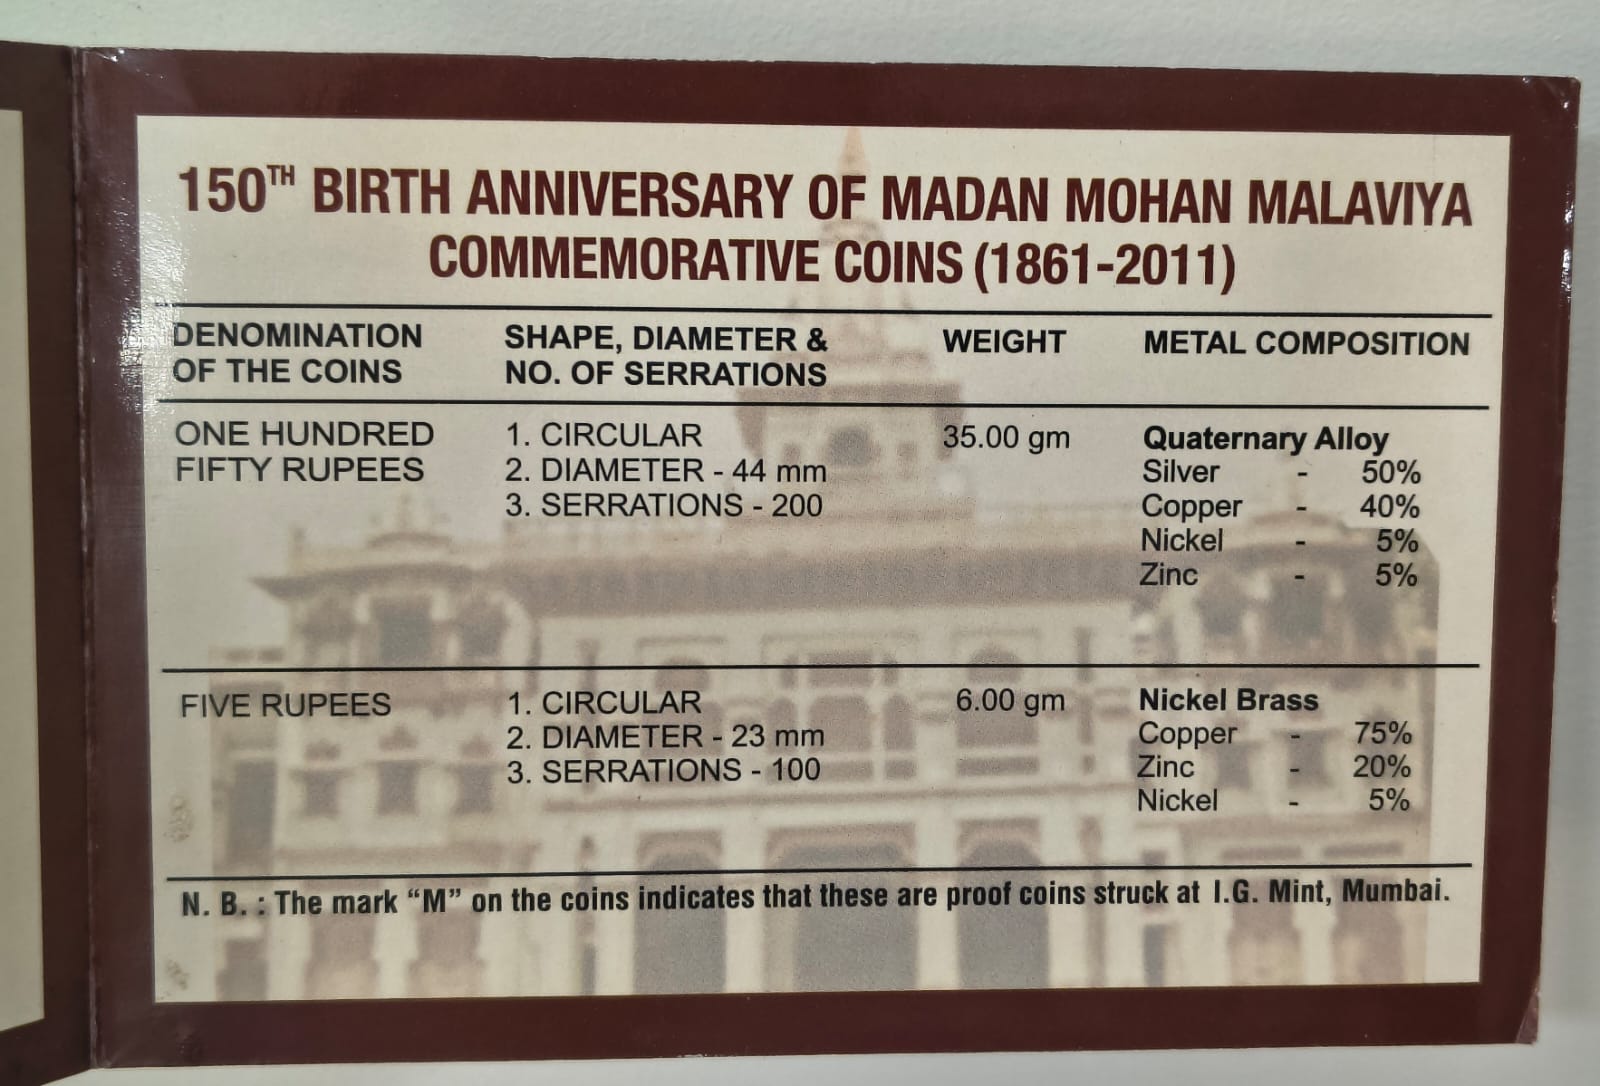 150TH BIRTH ANNIVERSARY OF MADAN MOHAN MALAVIYA
COMMEMORATIVE COINS (1861-2011)
DENOMINATION OF THE COINS SHAPE, DIAMETER & NO. OF SERRATIONS WEIGHT METAL COMPOSITION
ONE HUNDRED
FIFTY RUPEES
1. CIRCULAR
2. DIAMETER - 44 mm
3. SERRATIONS - 200
35.00 gm
Quaternary Alloy
Silver - 50%
Copper - 40%
Nickel - 5%
Zinc - 5%
FIVE RUPEES
1. CIRCULAR
2. DIAMETER - 23 mm
3. SERRATIONS - 100
6.00 gm
Nickel Brass
Copper - 75%
Zinc - 20%
Nickel - 5%
N. B. : The mark “M” on the coins indicates that these are proof coins struck at I.G. Mint, Mumbai.